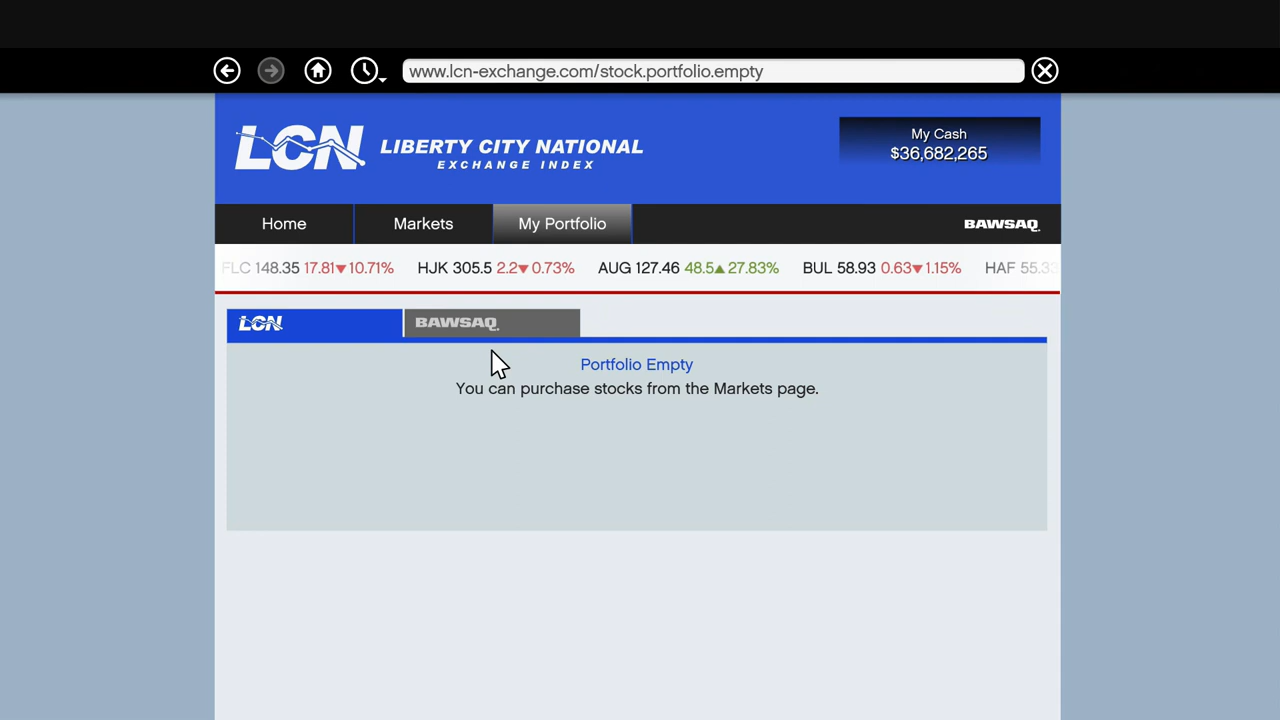 www.lcn-exchange.com/stock.portfolio.empty
LCN LIBERTY CITY NATIONAL
EXCHANGE INDEX
My Cash
$36,682,265
Home Markets My Portfolio BAWSAQ
FLC 148.35 17.81▼10.71% HJK 305.5 2.2▼0.73% AUG 127.46 48.5▲27.83% BUL 58.93 0.63▼1.15% HAF 55.33
LCN BAWSAQ
Portfolio Empty
You can purchase stocks from the Markets page.